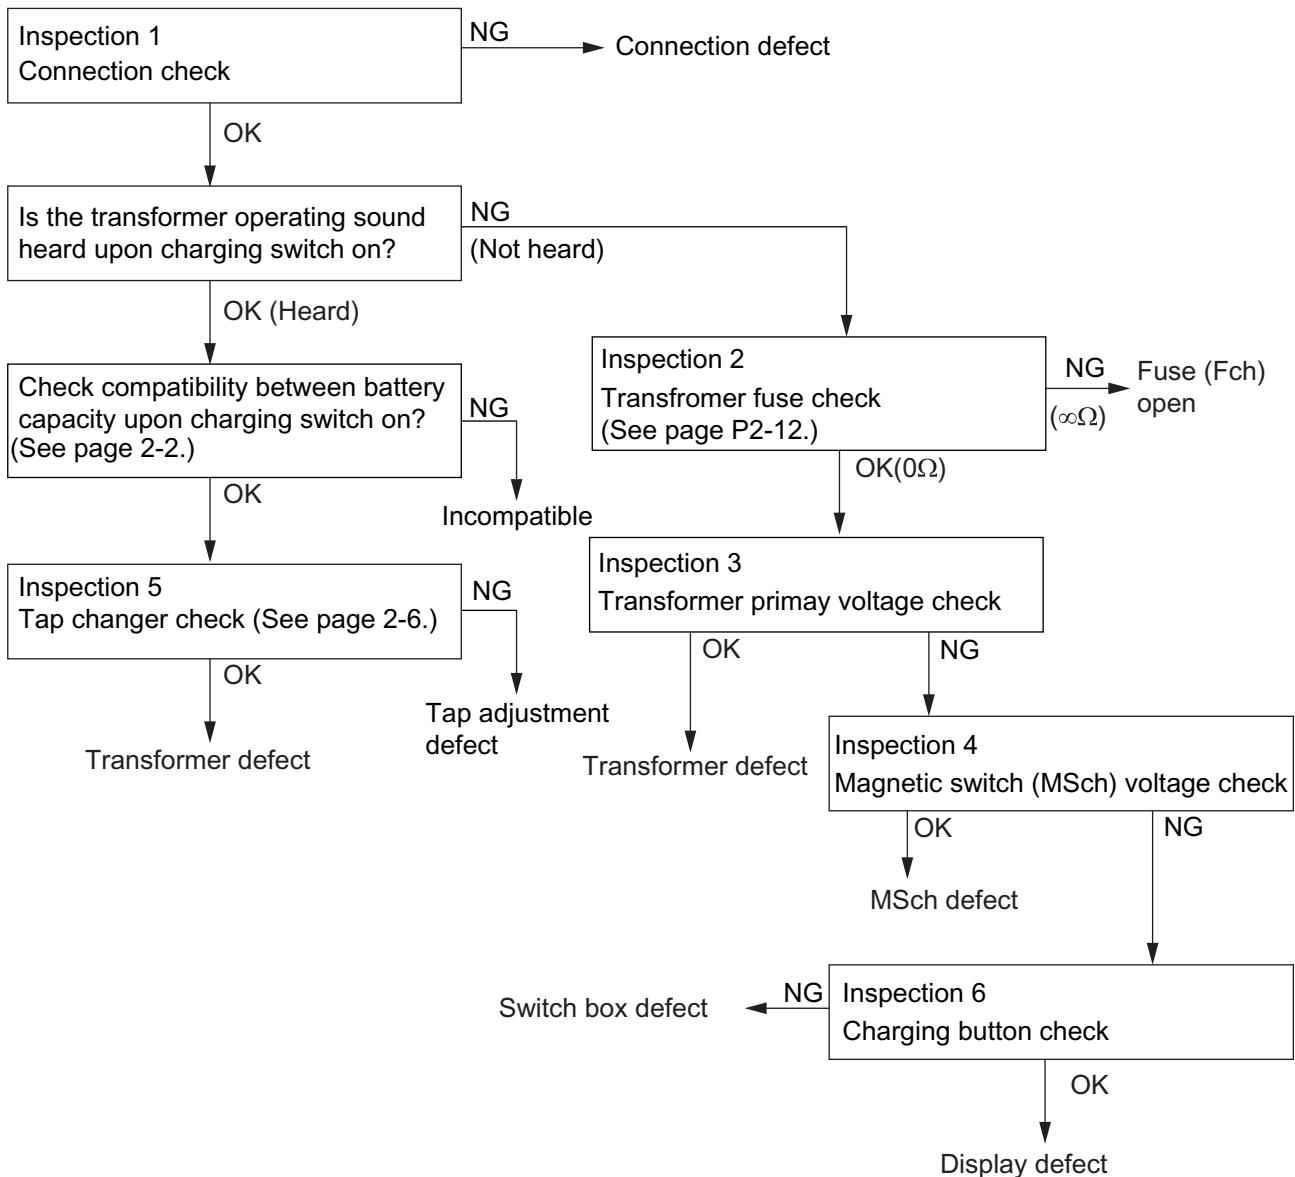 Inspection 1
Connection check
NG
Connection defect
OK
Is the transformer operating sound
heard upon charging switch on?
NG
(Not heard)
OK (Heard)
Check compatibility between battery
capacity upon charging switch on?
(See page 2-2.)
NG
Incompatible
OK
Inspection 2
Transfromer fuse check
(See page P2-12.)
NG
(∞Ω)
Fuse (Fch)
open
OK(0Ω)
Inspection 5
Tap changer check (See page 2-6.)
NG
Tap adjustment
defect
OK
Transformer defect
Inspection 3
Transformer primay voltage check
OK
Transformer defect
NG
Inspection 4
Magnetic switch (MSch) voltage check
OK
MSch defect
NG
Inspection 6
Charging button check
NG
Switch box defect
OK
Display defect